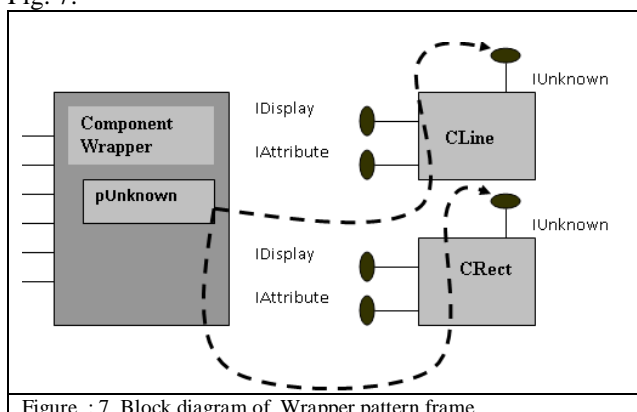 Fig. 7.
IUnknown
IDisplay
Component
Wrapper
CLine
IAttribute
pUnknown
IUnknown
IDisplay
CRect
IAttribute
Figure .: 7 Block diagram of Wrapper pattern frame